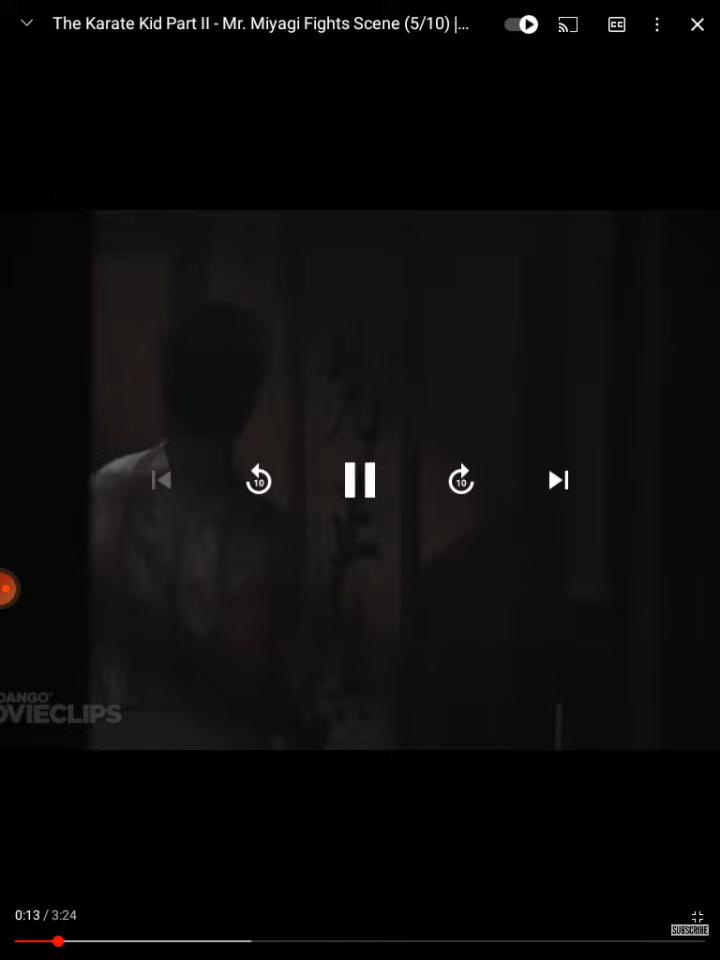 The Karate Kid Part II - Mr. Miyagi Fights Scene (5/10) |...
CC
10
10
DANGO
OVIECLIPS
0:13 / 3:24
SUBSCRIBE